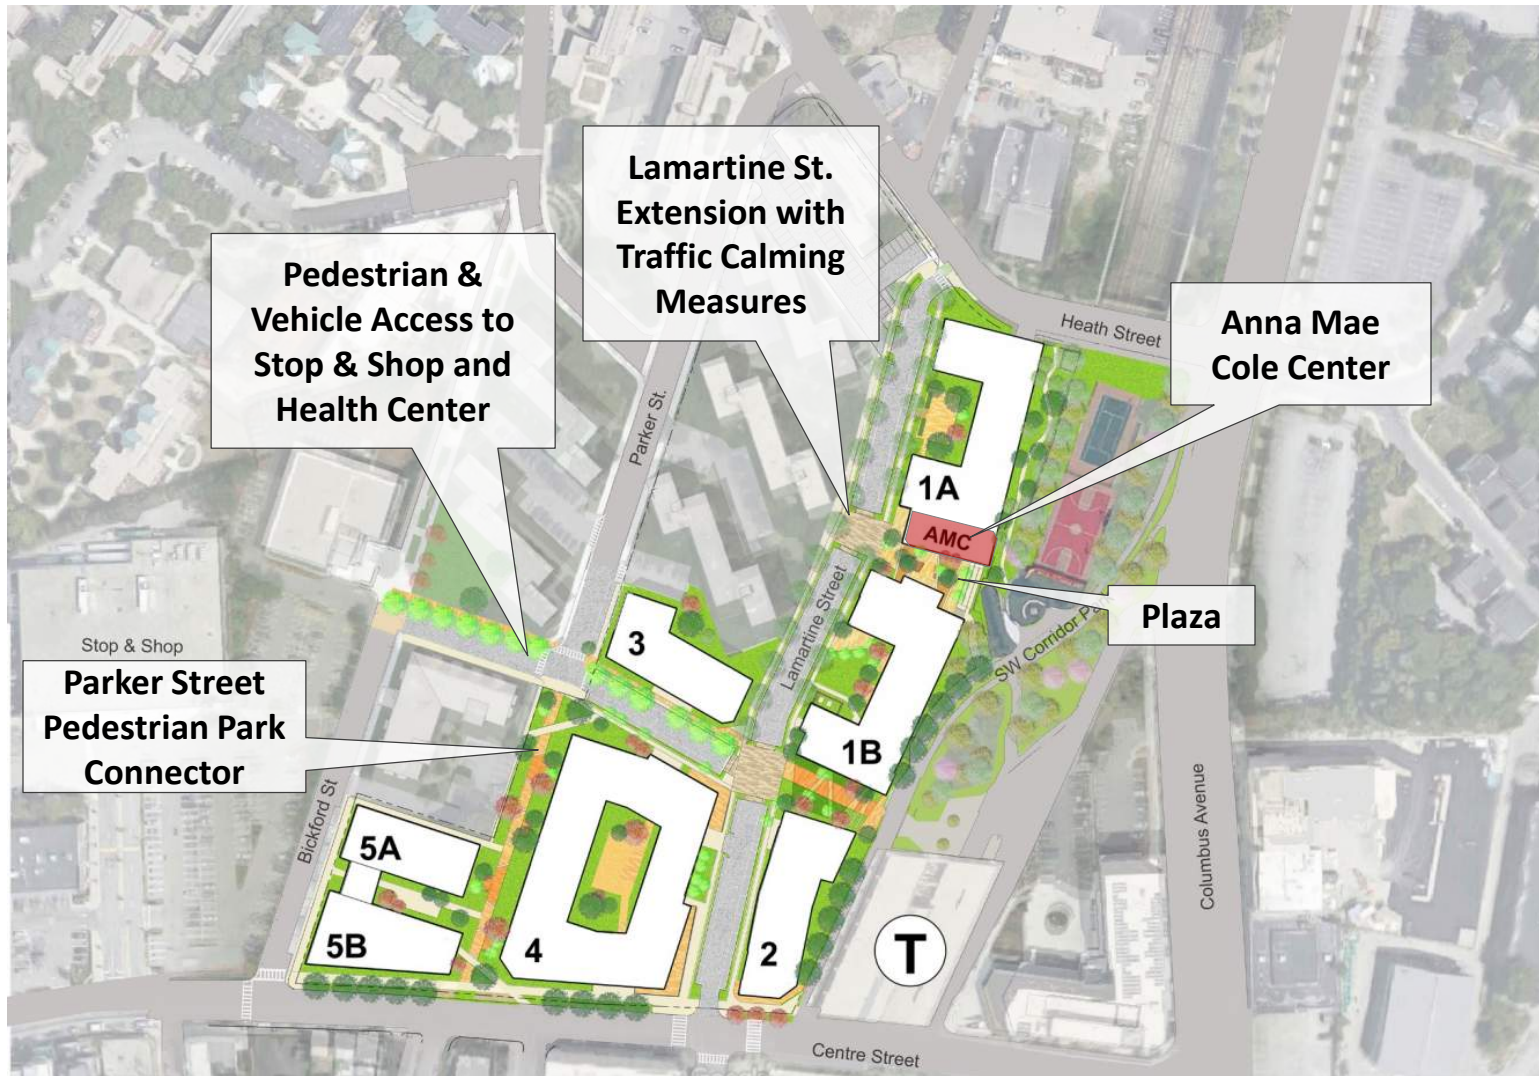 Lamartine St.
Extension with
Traffic Calming
Measures
Pedestrian &
Vehicle Access to
Stop & Shop and
Health Center
Heath Street
Anna Mae
Cole Center
Parker St.
1A
AMC
Plaza
Lamartine Street
SW Corridor Park
Stop & Shop
3
Parker Street
Pedestrian Park
Connector
1B
Bickford St
Columbus Avenue
5A
5B
4
2
T
Centre Street